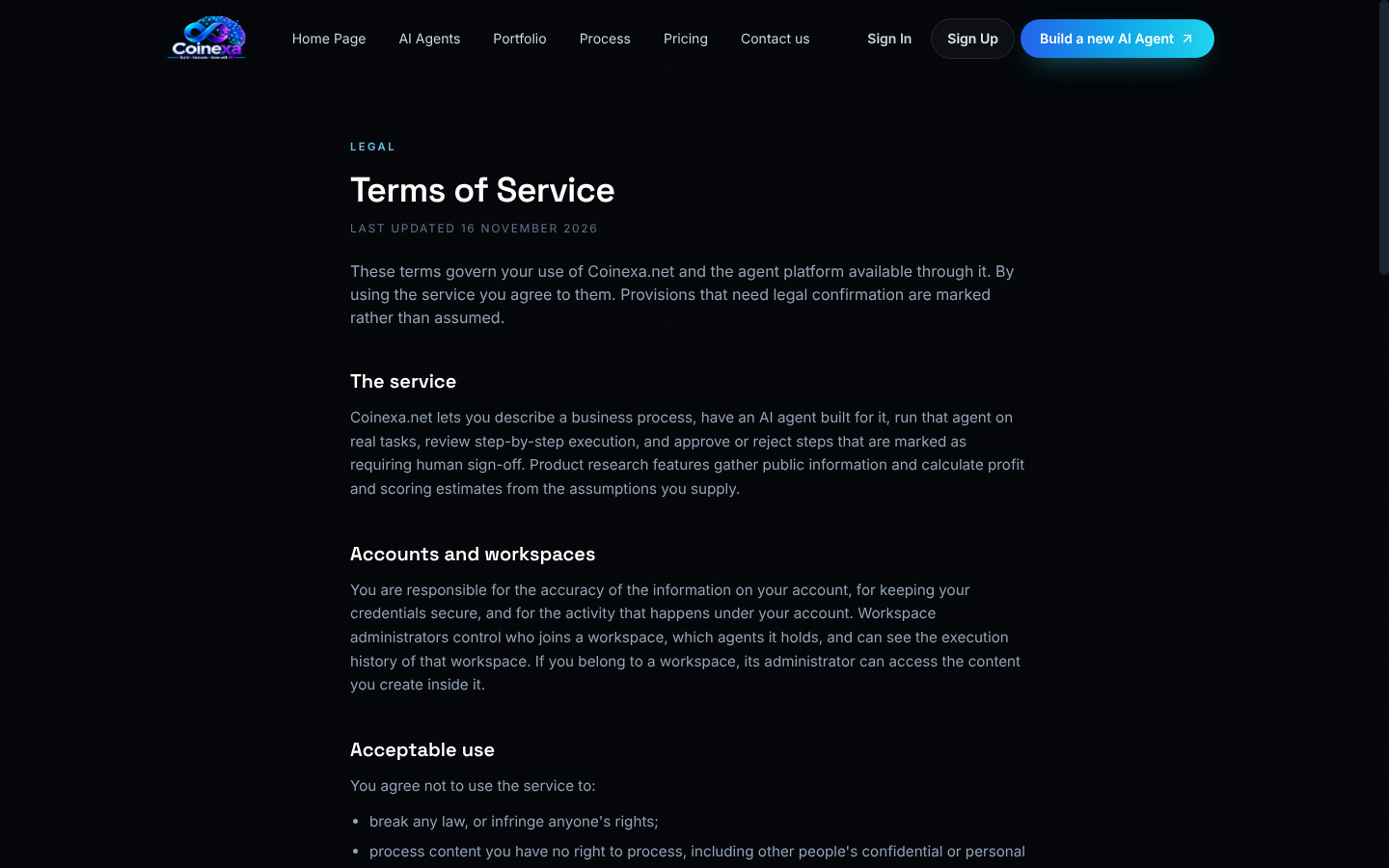 Coinexa
Home Page
AI Agents
Portfolio
Process
Pricing
Contact us
Sign In
Sign Up
Build a new AI Agent
LEGAL
Terms of Service
LAST UPDATED 16 NOVEMBER 2026
These terms govern your use of Coinexa.net and the agent platform available through it. By
using the service you agree to them. Provisions that need legal confirmation are marked
rather than assumed.
The service
Coinexa.net lets you describe a business process, have an AI agent built for it, run that agent on
real tasks, review step-by-step execution, and approve or reject steps that are marked as
requiring human sign-off. Product research features gather public information and calculate profit
and scoring estimates from the assumptions you supply.
Accounts and workspaces
You are responsible for the accuracy of the information on your account, for keeping your
credentials secure, and for the activity that happens under your account. Workspace
administrators control who joins a workspace, which agents it holds, and can see the execution
history of that workspace. If you belong to a workspace, its administrator can access the content
you create inside it.
Acceptable use
You agree not to use the service to:
• break any law, or infringe anyone's rights;
• process content you have no right to process, including other people's confidential or personal